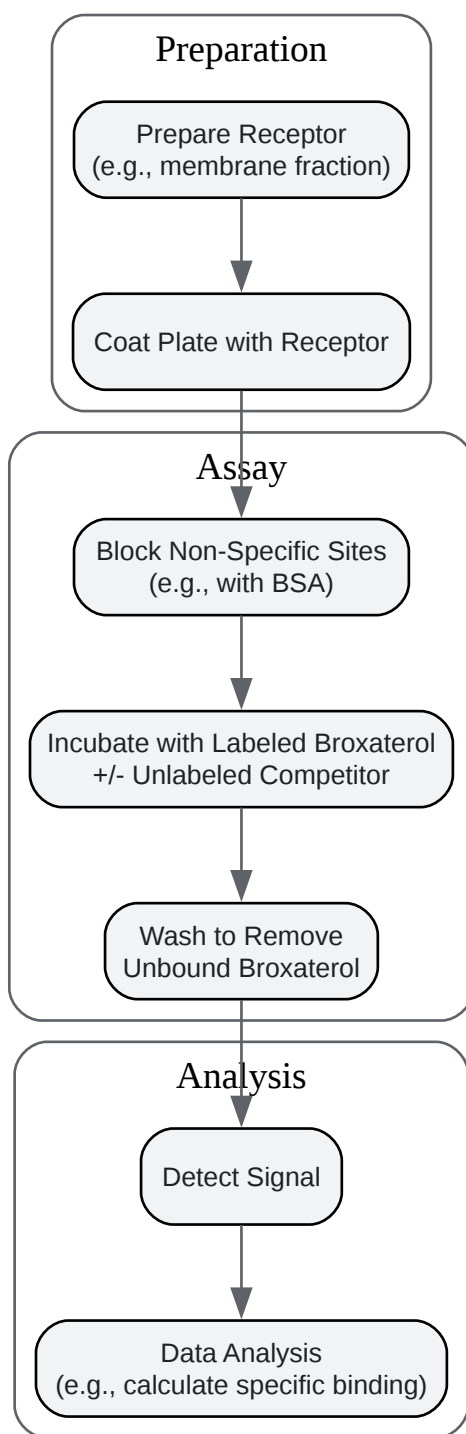 Preparation
Prepare Receptor
(e.g., membrane fraction)
Coat Plate with Receptor
Assay
Block Non-Specific Sites
(e.g., with BSA)
Incubate with Labeled Broxaterol
+/- Unlabeled Competitor
Wash to Remove
Unbound Broxaterol
Analysis
Detect Signal
Data Analysis
(e.g., calculate specific binding)